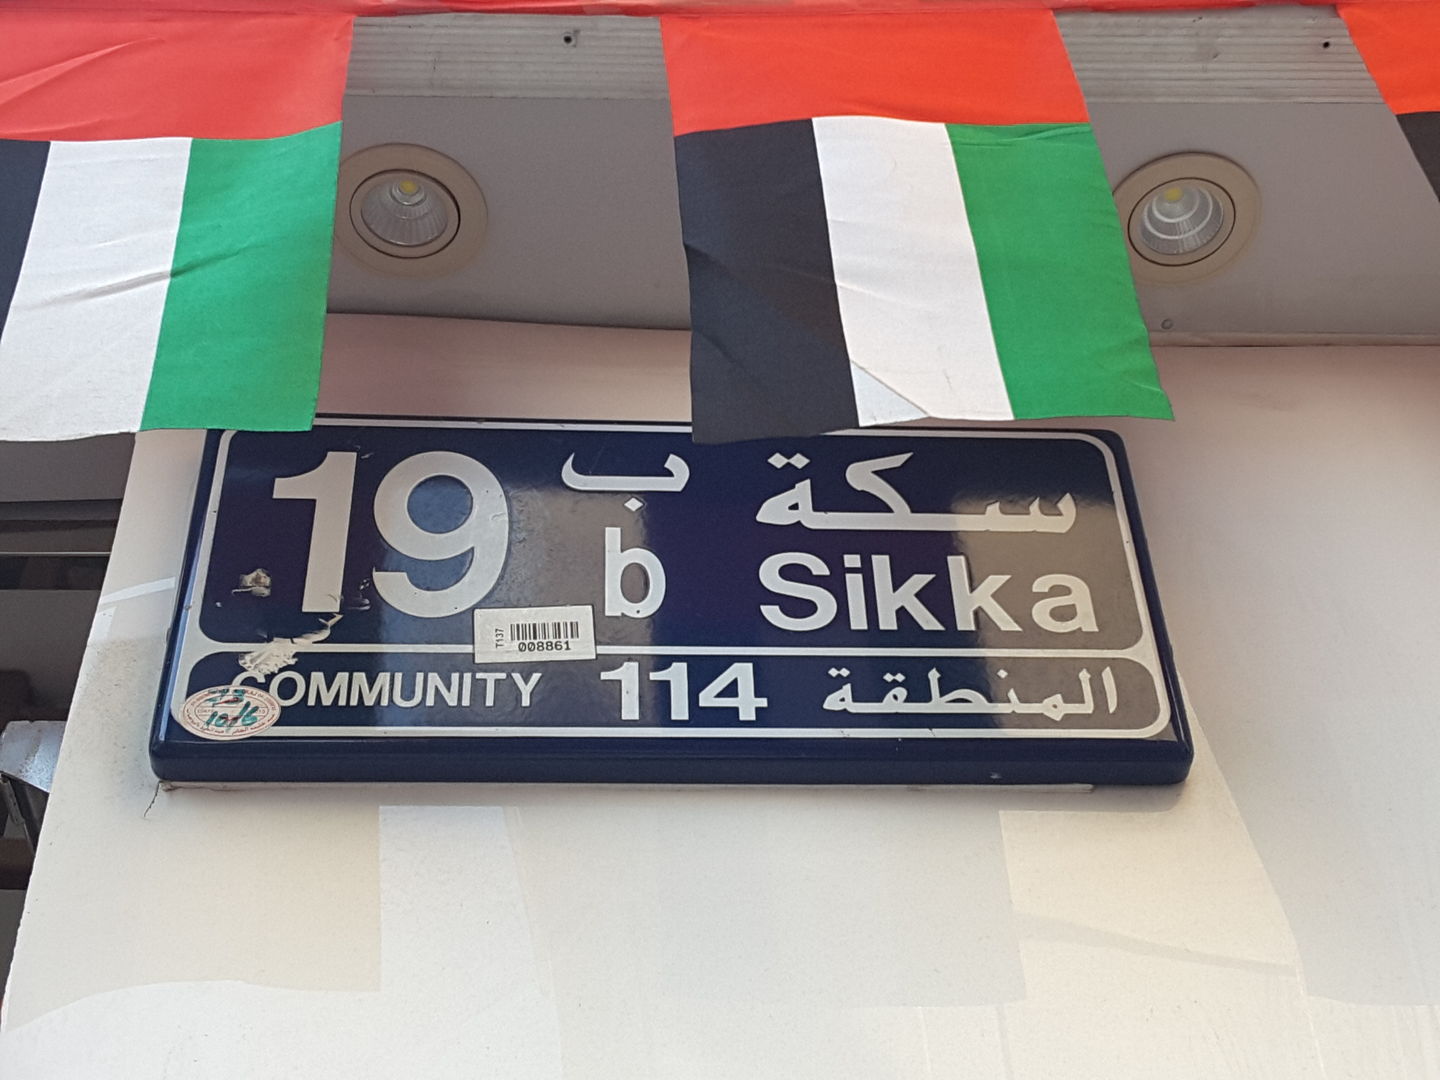 19 ب سكة
b Sikka
T137
008861
COMMUNITY 114 المنطقة